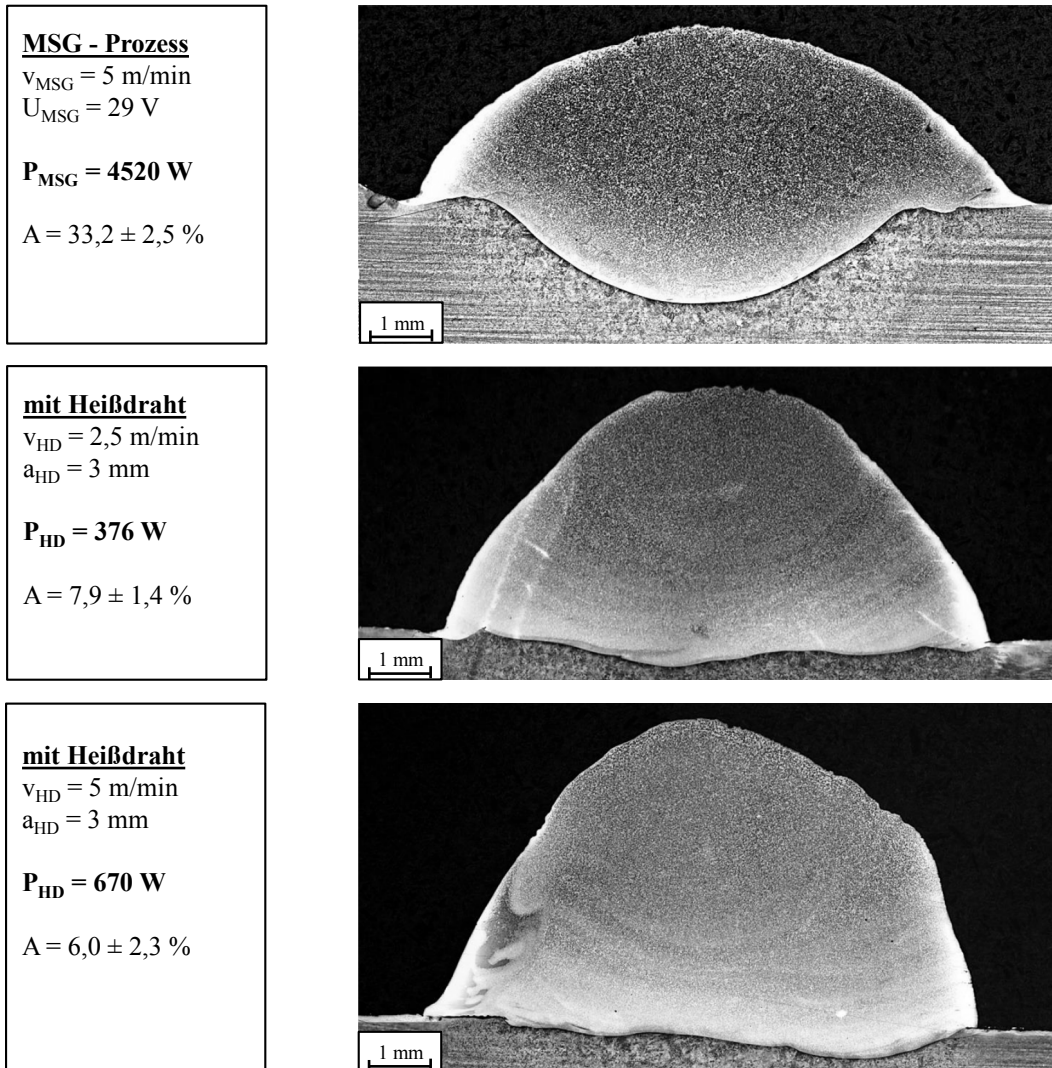 MSG - Prozess
vMSG = 5 m/min
UMSG = 29 V
PMSG = 4520 W
A = 33,2 ± 2,5 %
1 mm
mit Heißdraht
vHD = 2,5 m/min
aHD = 3 mm
PHD = 376 W
A = 7,9 ± 1,4 %
1 mm
mit Heißdraht
vHD = 5 m/min
aHD = 3 mm
PHD = 670 W
A = 6,0 ± 2,3 %
1 mm